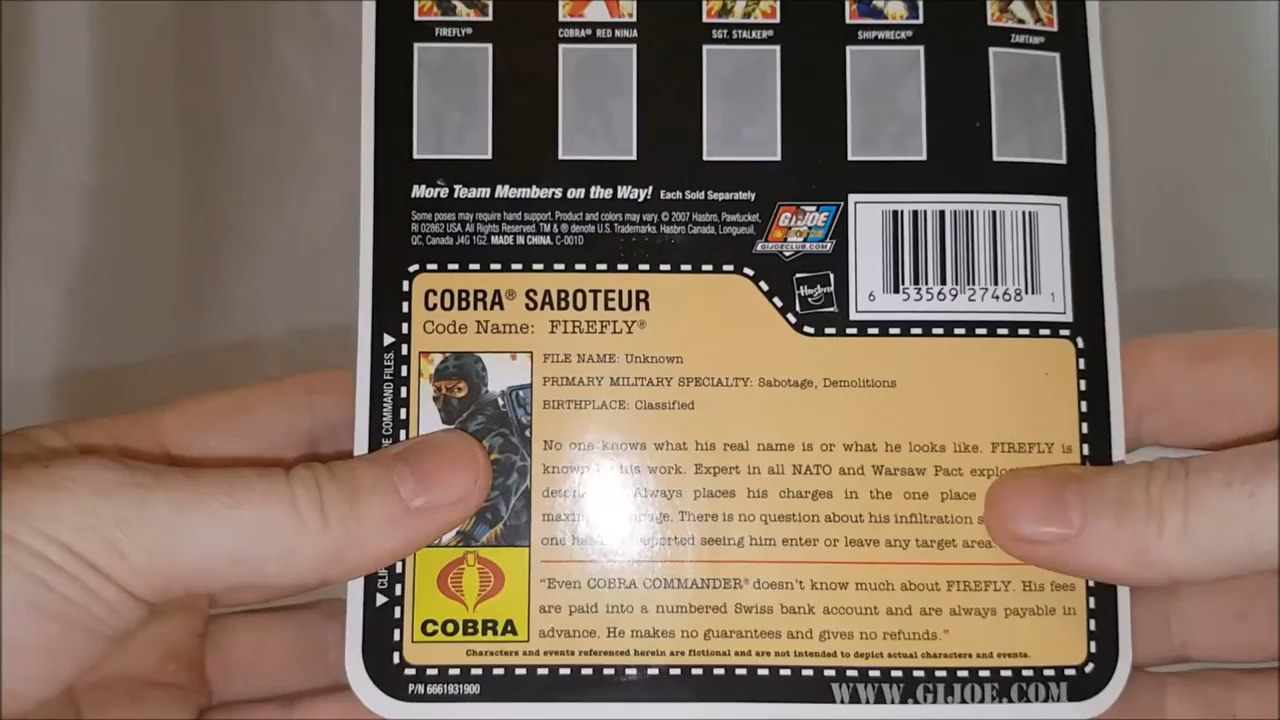 FIREFLY®
COBRA® RED NINJA
SGT. STALKER®
SHIPWRECK®
ZARTAN®
More Team Members on the Way! Each Sold Separately
Some poses may require hand support. Product and colors may vary. © 2007 Hasbro, Pawtucket,
RI 02862 USA. All Rights Reserved. TM & ® denote U.S. Trademarks. Hasbro Canada, Longueuil,
QC, Canada J4G 1G2. MADE IN CHINA. C-001D
G.I. JOE
GIJOECLUB.COM
Hasbro
6 53569 27468 1
COBRA® SABOTEUR
Code Name: FIREFLY®
COMMAND FILES.
FILE NAME: Unknown
PRIMARY MILITARY SPECIALTY: Sabotage, Demolitions
BIRTHPLACE: Classified
No one knows what his real name is or what he looks like. FIREFLY is
known his work. Expert in all NATO and Warsaw Pact
Always places his charges in the one place
There is no question about his infiltration
one seeing him enter or leave any target area.
"Even COBRA COMMANDER® doesn't know much about FIREFLY. His fees
are paid into a numbered Swiss bank account and are always payable in
advance. He makes no guarantees and gives no refunds."
COBRA
Characters and events referenced herein are fictional and are not intended to depict actual characters and events.
P/N 6661931900
WWW.GIJOE.COM